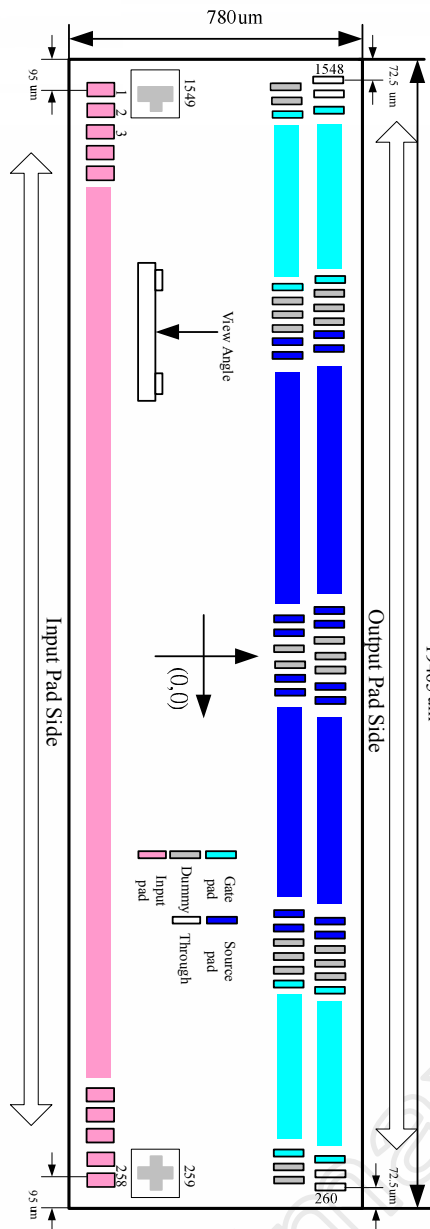 780um
95 um
1548
72.5 um
1
1549
2
3
View Angle
Input Pad Side
(0,0)
Output Pad Side
Gate pad
Dummy
Input pad
Source pad
Through
258
259
260
95 um
72.5 um